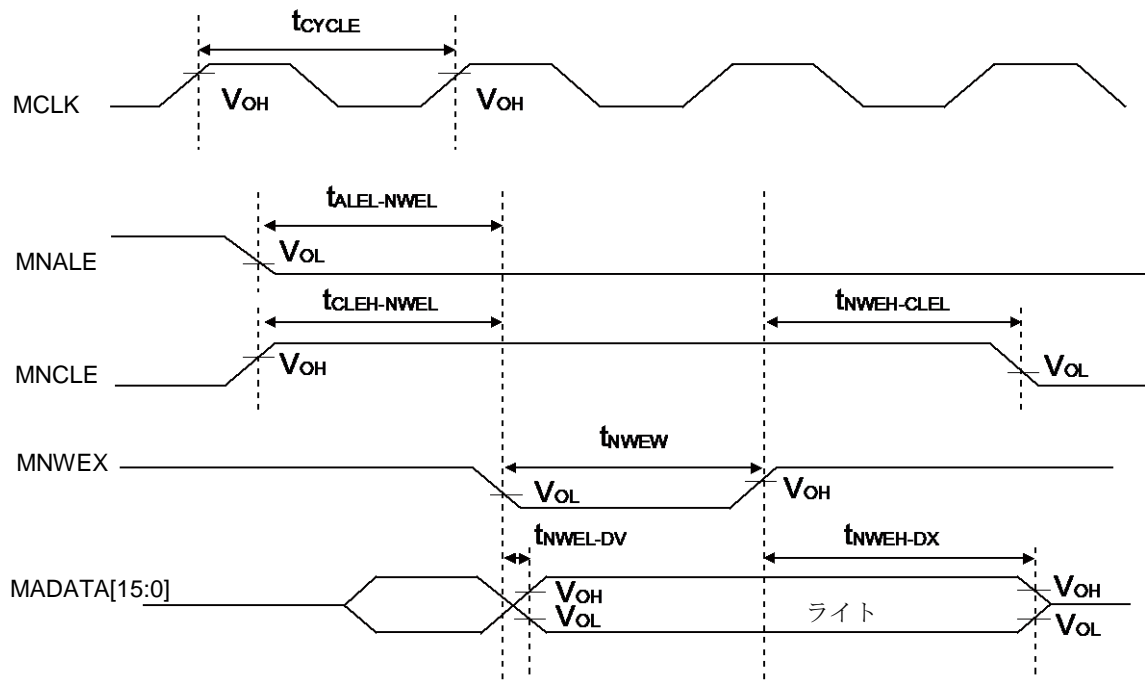 tCYCLE
MCLK
VOH
VOH
tALEL-NWEL
MNALE
VOL
tCLEH-NWEL
tNWEH-CLEL
MNCLE
VOH
VOL
tNWEW
MNWEX
VOL
VOH
tNWEL-DV
tNWEH-DX
MADATA[15:0]
VOH
VOH
VOL
ライト
VOL